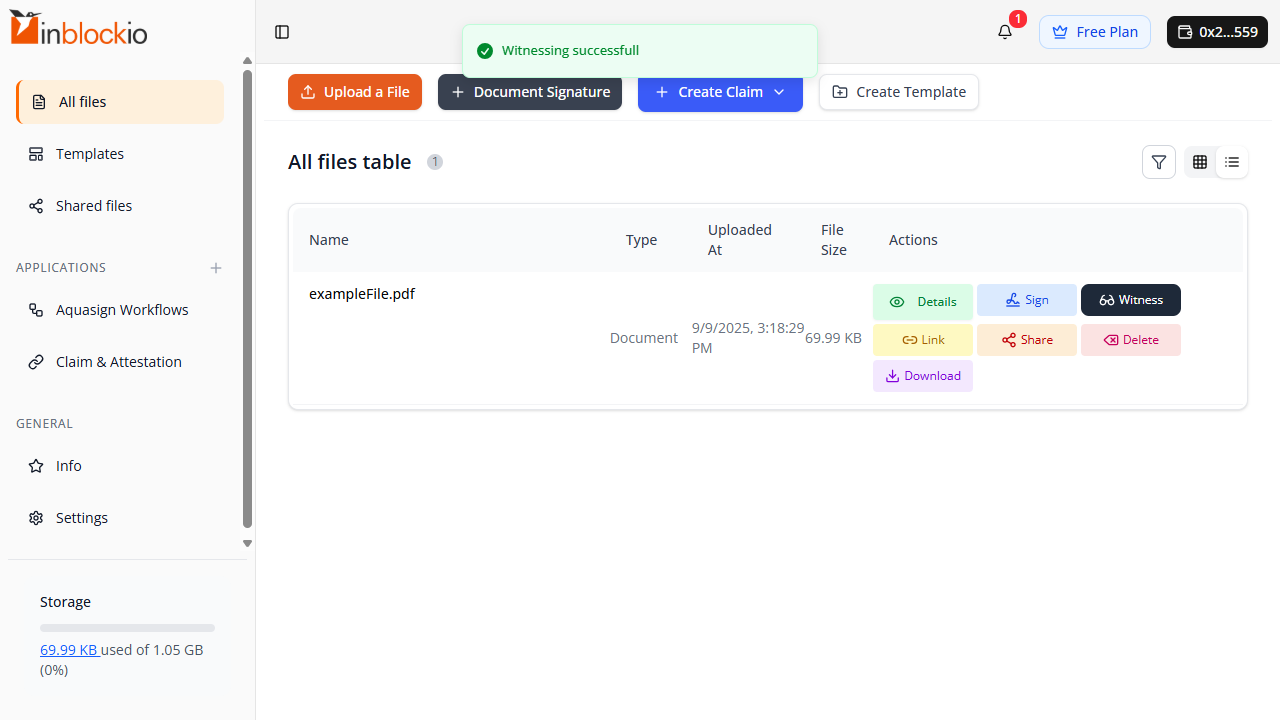 inblockio
All files
Templates
Shared files
APPLICATIONS
Aquasign Workflows
Claim & Attestation
GENERAL
Info
Settings
Storage
69.99 KB used of 1.05 GB
(0%)
1
Free Plan
0x2...559
Witnessing successfull
Upload a File
Document Signature
Create Claim
Create Template
All files table
1
Name
Type
Uploaded
At
File
Size
Actions
exampleFile.pdf
Document
9/9/2025, 3:18:29
PM
69.99 KB
Details
Sign
Witness
Link
Share
Delete
Download